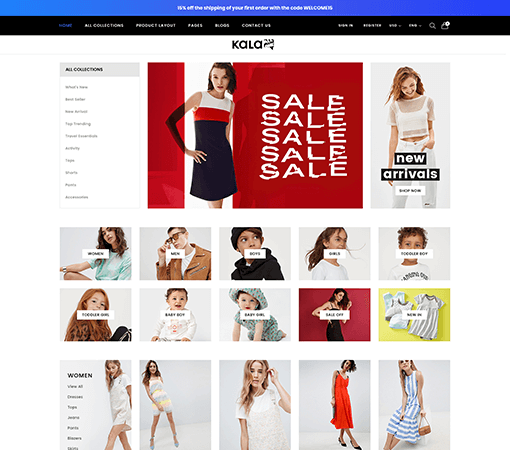 15% off the shipping of your first order with the code WELCOME15
HOME ALL COLLECTIONS PRODUCT LAYOUT PAGES BLOGS CONTACT US SIGN IN REGISTER USD ENG
KALA
ALL COLLECTIONS
What's New
Best Seller
New Arrival
Top Trending
Travel Essentials
Activity
Tops
Shorts
Pants
Accessories
SALE
SALE
SALE
SALE
SALE
new
arrivals
SHOP NOW
WOMEN
MEN
BOYS
GIRLS
TODDLER BOY
TODDLER GIRL
BABY BOY
BABY GIRL
SALE OFF
NEW IN
WOMEN
View All
Dresses
Tops
Jeans
Pants
Blazers
Skirts